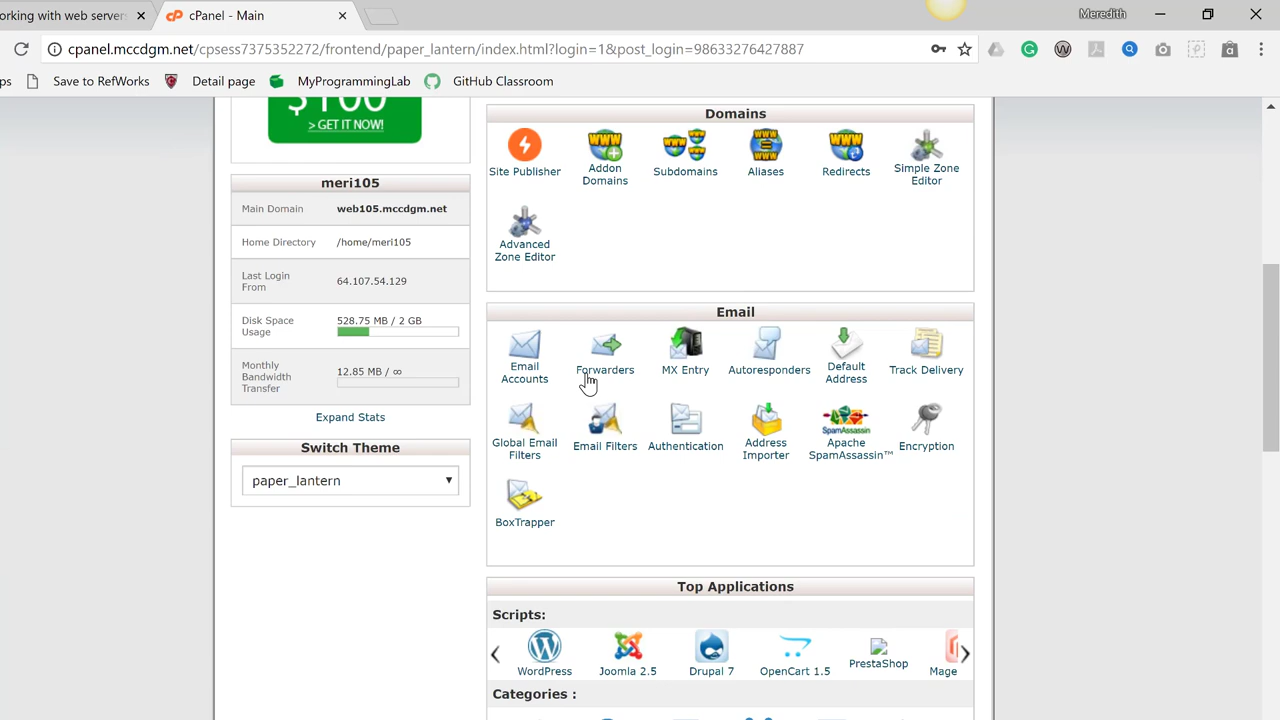 orking with web server
cPanel - Main
Meredith
cpanel.mccdgm.net/cpsess7375352272/frontend/paper_lantern/index.html?login=1&post_login=98633276427887
ps
Save to RefWorks
Detail page
MyProgrammingLab
GitHub Classroom
$100
> GET IT NOW!
meri105
Main Domain web105.mccdgm.net
Home Directory /home/meri105
Last Login
From
64.107.54.129
Disk Space
Usage
528.75 MB / 2 GB
Monthly
Bandwidth
Transfer
12.85 MB / ∞
Expand Stats
Switch Theme
paper_lantern
Domains
Site Publisher
Addon
Domains
Subdomains
Aliases
Redirects
Simple Zone
Editor
Advanced
Zone Editor
Email
Email
Accounts
Forwarders
MX Entry
Autoresponders
Default
Address
Track Delivery
Global Email
Filters
Email Filters
Authentication
Address
Importer
SpamAssassin
Apache
SpamAssassin™
Encryption
BoxTrapper
Top Applications
Scripts:
WordPress
Joomla 2.5
Drupal 7
OpenCart 1.5
PrestaShop
Mage
Categories :